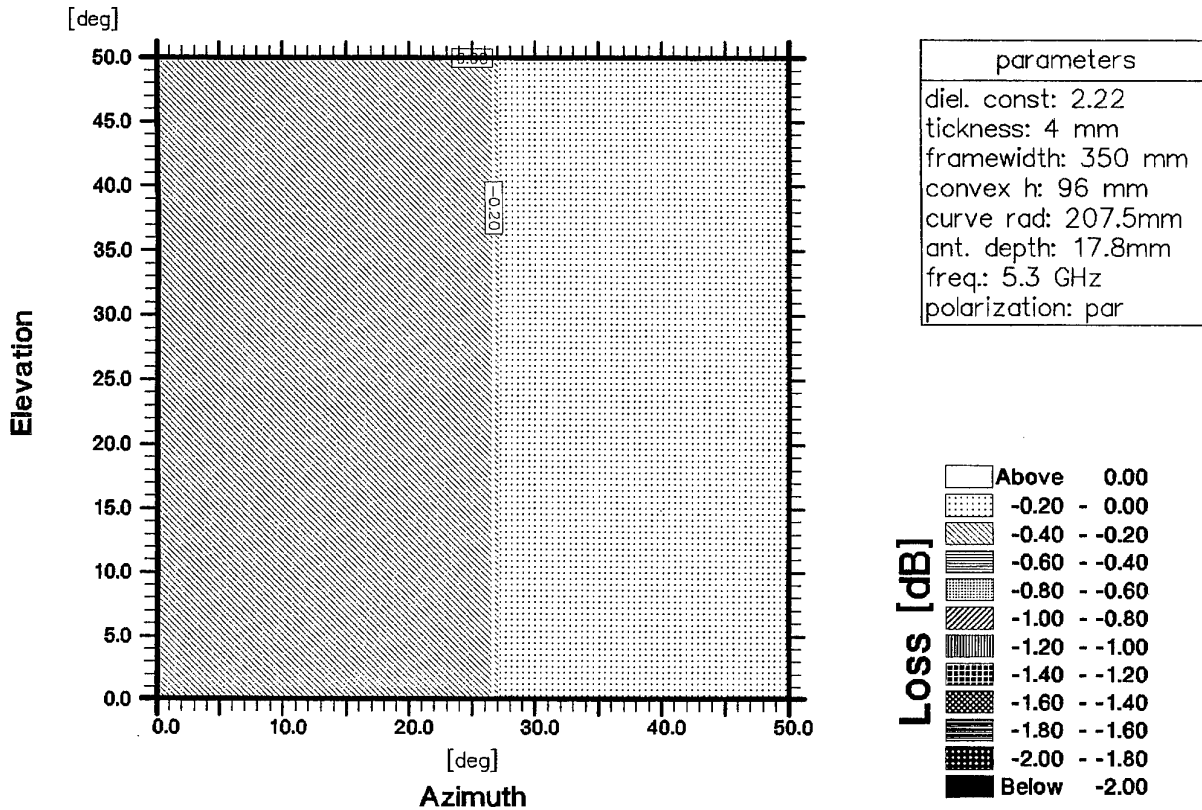 [deg]
50.0
45.0
40.0
35.0
30.0
25.0
20.0
15.0
10.0
5.0
0.0
Elevation
0.00
-0.20
0.0
10.0
20.0
30.0
40.0
50.0
[deg]
Azimuth
parameters
diel. const: 2.22
tickness: 4 mm
framewidth: 350 mm
convex h: 96 mm
curve rad: 207.5mm
ant. depth: 17.8mm
freq.: 5.3 GHz
polarization: par
Loss [dB]
Above 0.00
-0.20 - 0.00
-0.40 - -0.20
-0.60 - -0.40
-0.80 - -0.60
-1.00 - -0.80
-1.20 - -1.00
-1.40 - -1.20
-1.60 - -1.40
-1.80 - -1.60
-2.00 - -1.80
Below -2.00